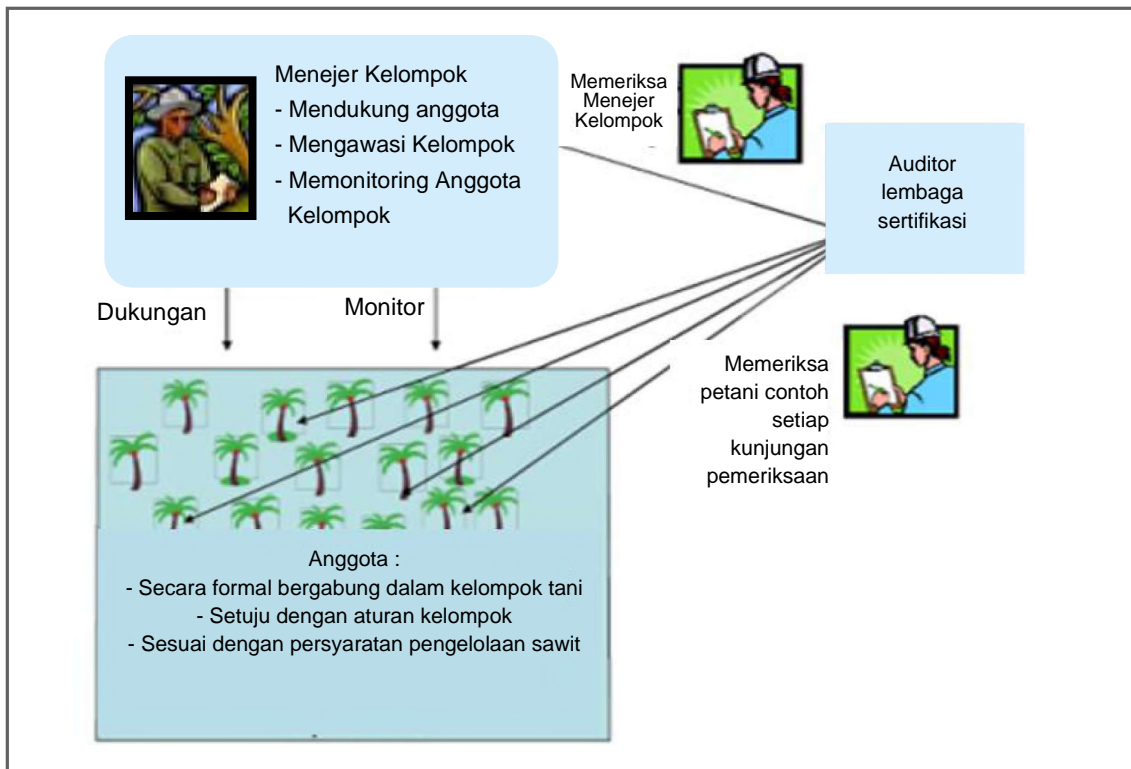 Menejer Kelompok
- Mendukung anggota
- Mengawasi Kelompok
- Memonitoring Anggota
Kelompok
Memeriksa
Menejer
Kelompok
Auditor
lembaga
sertifikasi
Dukungan
Monitor
Memeriksa
petani contoh
setiap
kunjungan
pemeriksaan
Anggota :
- Secara formal bergabung dalam kelompok tani
- Setuju dengan aturan kelompok
- Sesuai dengan persyaratan pengelolaan sawit